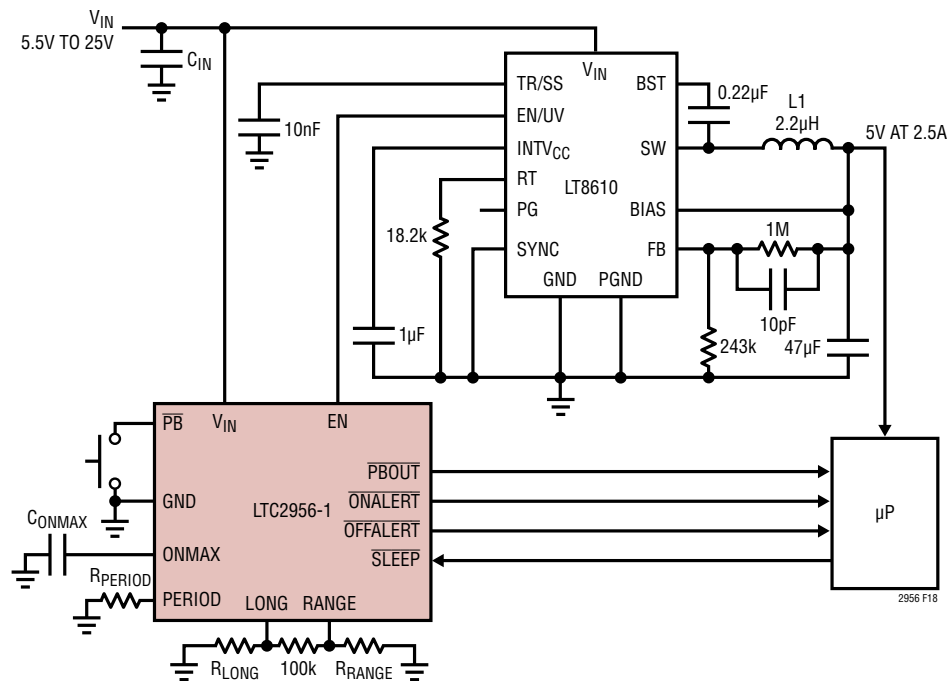 VIN
5.5V TO 25V
CIN
10nF
TR/SS
VIN
BST
0.22µF
L1
2.2µH
5V AT 2.5A
EN/UV
INTVCC
SW
RT
LT8610
PG
BIAS
18.2k
1M
SYNC
FB
GND
PGND
10pF
1µF
243k
47µF
PB
VIN
EN
PBOUT
GND
LTC2956-1
ONALERT
µP
CONMAX
OFFALERT
ONMAX
SLEEP
RPERIOD
PERIOD
LONG
RANGE
2956 F18
RLONG
100k
RRANGE